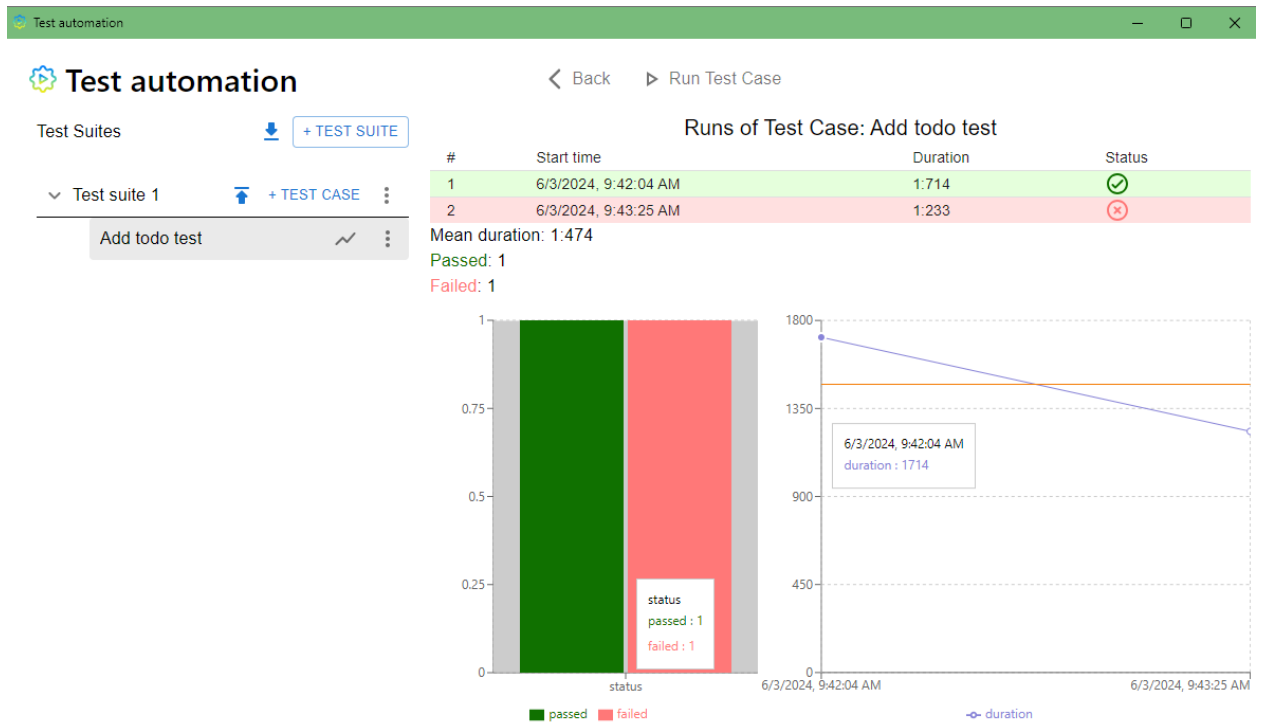 Test automation
Test automation
Back Run Test Case
Test Suites + TEST SUITE
Runs of Test Case: Add todo test
# Start time Duration Status
Test suite 1 + TEST CASE
1 6/3/2024, 9:42:04 AM 1:714
2 6/3/2024, 9:43:25 AM 1:233
Add todo test
Mean duration: 1:474
Passed: 1
Failed: 1
1
0.75
0.5
0.25
0
status
passed : 1
failed : 1
status
passed failed
1800
1350
900
450
0
6/3/2024, 9:42:04 AM
duration : 1714
6/3/2024, 9:42:04 AM 6/3/2024, 9:43:25 AM
duration